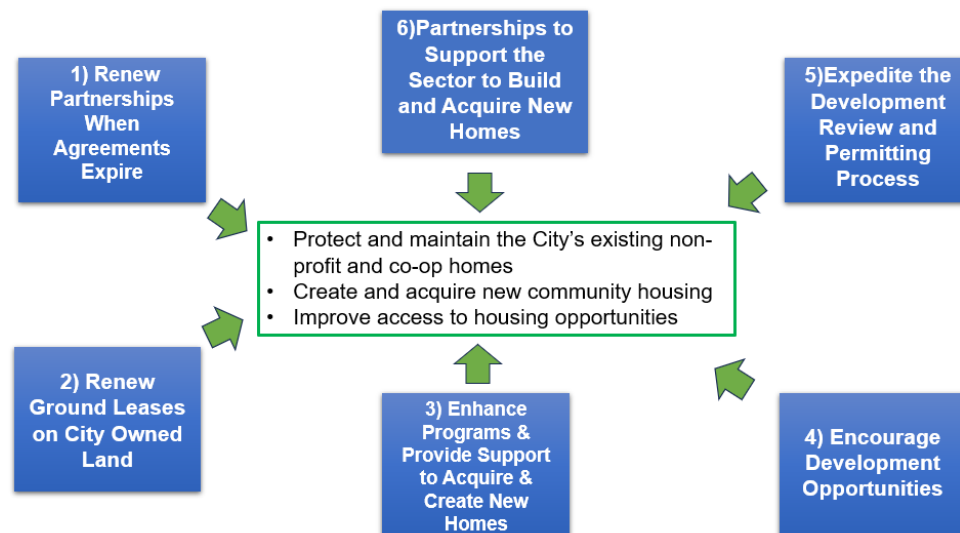 1) Renew
Partnerships
When
Agreements
Expire
6)Partnerships to
Support the
Sector to Build
and Acquire New
Homes
5)Expedite the
Development
Review and
Permitting
Process
• Protect and maintain the City's existing non-
profit and co-op homes
• Create and acquire new community housing
• Improve access to housing opportunities
2) Renew
Ground Leases
on City Owned
Land
3) Enhance
Programs &
Provide Support
to Acquire &
Create New
Homes
4) Encourage
Development
Opportunities